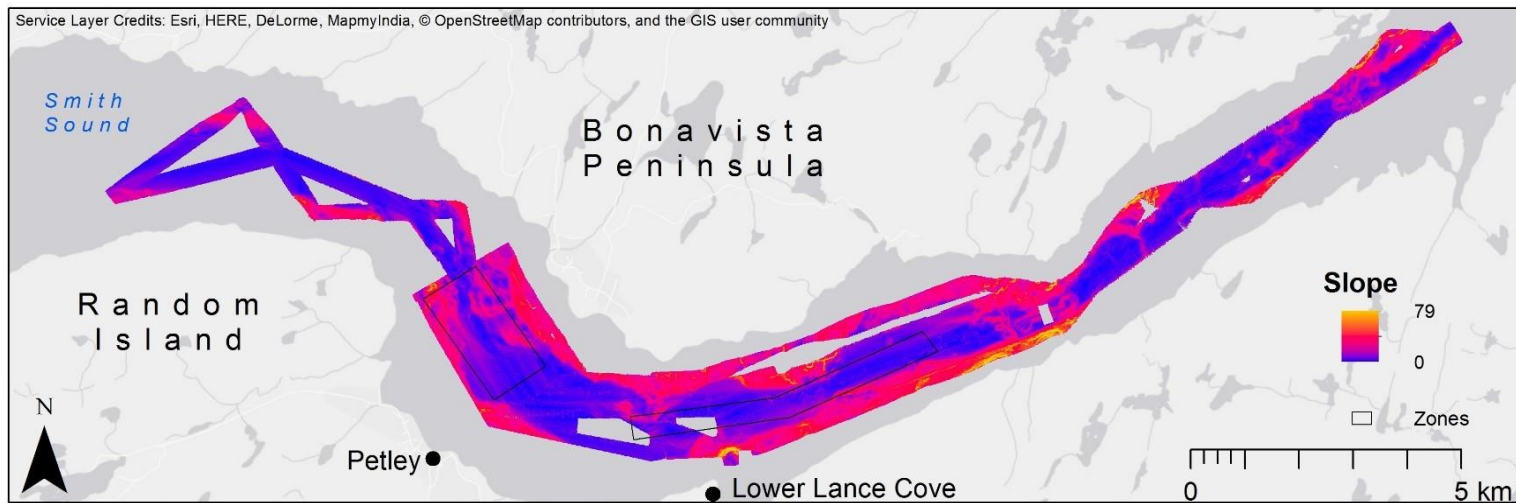 Service Layer Credits: Esri, HERE, DeLorme, MapmyIndia, © OpenStreetMap contributors, and the GIS user community
Smith
Sound
Bonavista
Peninsula
Random
Island
Slope
79
0
Zones
N
Petley
Lower Lance Cove
0
5 km